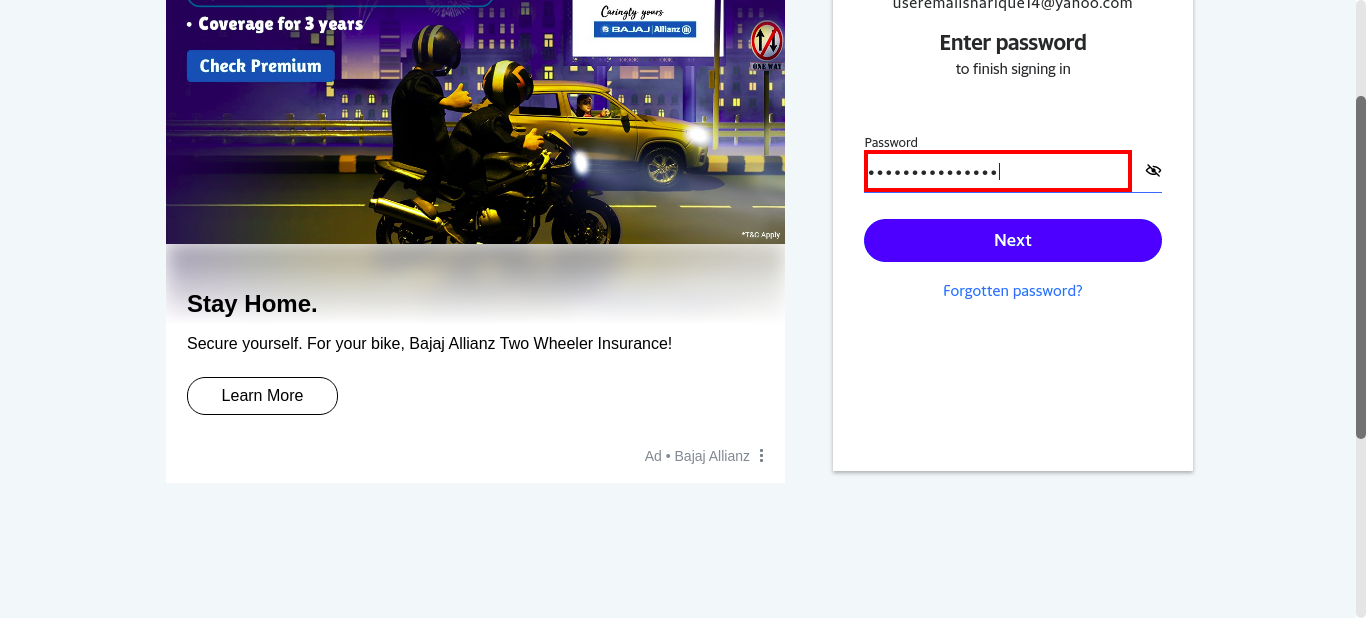 • Coverage for 3 years
Check Premium
Caringly yours
BAJAJ | Allianz
ONE WAY
*T&C Apply
Stay Home.
Secure yourself. For your bike, Bajaj Allianz Two Wheeler Insurance!
Learn More
Ad • Bajaj Allianz
useremailsharique14@yahoo.com
Enter password
to finish signing in
Password
•••••••••••••••
Next
Forgotten password?